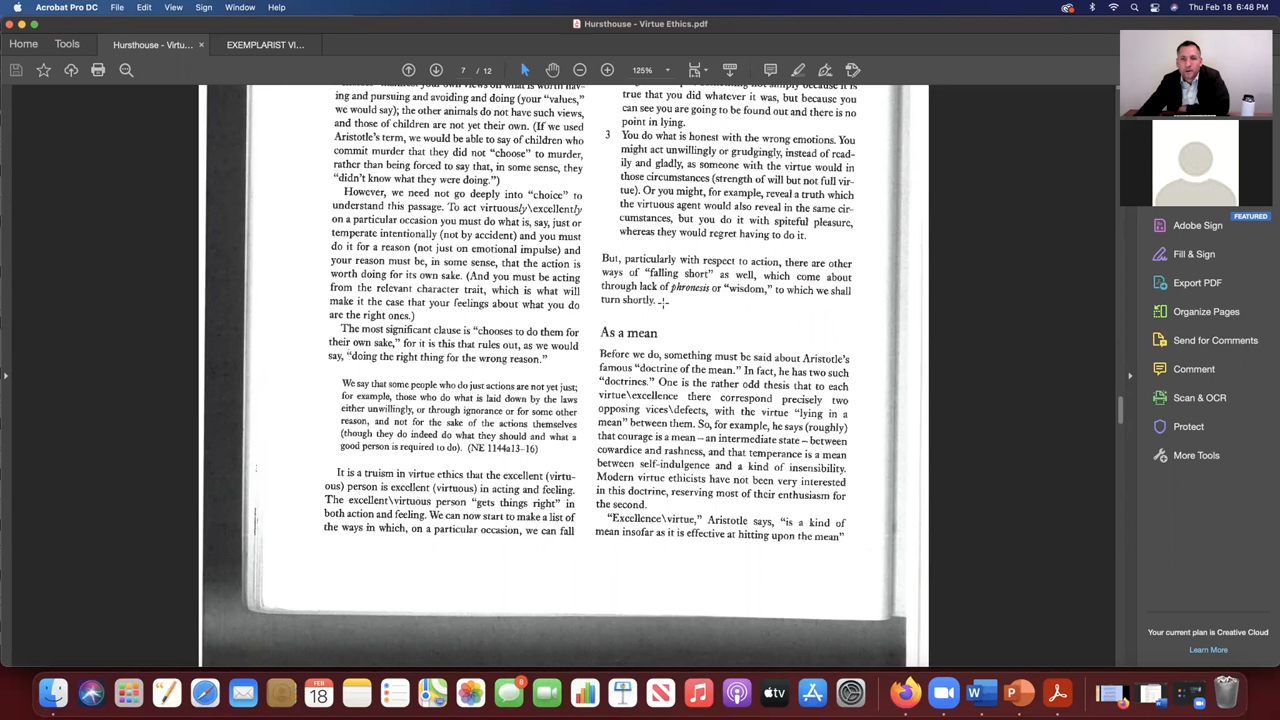 Acrobat Pro DC File Edit View Sign Window Help
Thu Feb 18 6:48 PM
Hursthouse - Virtue Ethics.pdf
Home Tools Hursthouse - Virtu... × EXEMPLARIST VI...
7 / 12 125%
ing and pursuing and avoiding and doing (your “values,”
we would say); the other animals do not have such views,
and those of children are not yet their own. (If we used
Aristotle’s term, we would be able to say of children who
commit murder that they did not “choose” to murder,
rather than being forced to say that, in some sense, they
“didn’t know what they were doing.”)
However, we need not go deeply into “choice” to
understand this passage. To act virtuously\excellently
on a particular occasion you must do what is, say, just or
temperate intentionally (not by accident) and you must
do it for a reason (not just on emotional impulse) and
your reason must be, in some sense, that the action is
worth doing for its own sake. (And you must be acting
from the relevant character trait, which is what will
make it the case that your feelings about what you do
are the right ones.)
The most significant clause is “chooses to do them for
their own sake,” for it is this that rules out, as we would
say, “doing the right thing for the wrong reason.”
We say that some people who do just actions are not yet just;
for example, those who do what is laid down by the laws
either unwillingly, or through ignorance or for some other
reason, and not for the sake of the actions themselves
(though they do indeed do what they should and what a
good person is required to do). (NE 1144a13–16)
It is a truism in virtue ethics that the excellent (virtu-
ous) person is excellent (virtuous) in acting and feeling.
The excellent\virtuous person “gets things right” in
both action and feeling. We can now start to make a list of
the ways in which, on a particular occasion, we can fall
true that you did whatever it was, but because you
can see you are going to be found out and there is no
point in lying.
3 You do what is honest with the wrong emotions. You
might act unwillingly or grudgingly, instead of read-
ily and gladly, as someone with the virtue would in
those circumstances (strength of will but not full vir-
tue). Or you might, for example, reveal a truth which
the virtuous agent would also reveal in the same cir-
cumstances, but you do it with spiteful pleasure,
whereas they would regret having to do it.
But, particularly with respect to action, there are other
ways of “falling short” as well, which come about
through lack of phronesis or “wisdom,” to which we shall
turn shortly.
As a mean
Before we do, something must be said about Aristotle’s
famous “doctrine of the mean.” In fact, he has two such
“doctrines.” One is the rather odd thesis that to each
virtue\excellence there correspond precisely two
opposing vices\defects, with the virtue “lying in a
mean” between them. So, for example, he says (roughly)
that courage is a mean – an intermediate state – between
cowardice and rashness, and that temperance is a mean
between self-indulgence and a kind of insensibility.
Modern virtue ethicists have not been very interested
in this doctrine, reserving most of their enthusiasm for
the second.
“Excellence\virtue,” Aristotle says, “is a kind of
mean insofar as it is effective at hitting upon the mean”
FEATURED
Adobe Sign
Fill & Sign
Export PDF
Organize Pages
Send for Comments
Comment
Scan & OCR
Protect
More Tools
Your current plan is Creative Cloud
Learn More
FEB
18
8
tv
W
P